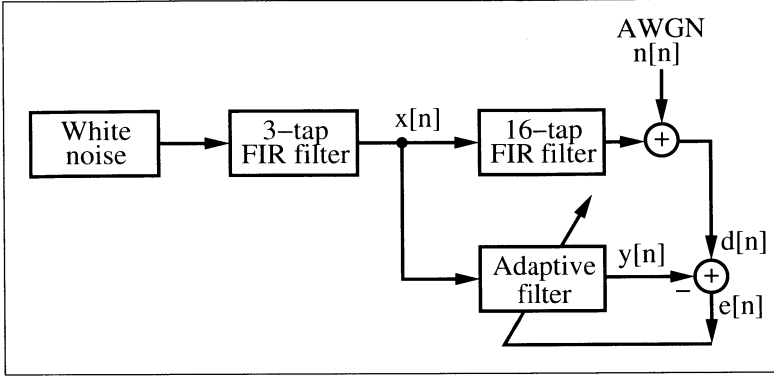 AWGN
n[n]
White
noise
3-tap
FIR filter
x[n]
16-tap
FIR filter
+
d[n]
Adaptive
filter
y[n]
+
−
e[n]